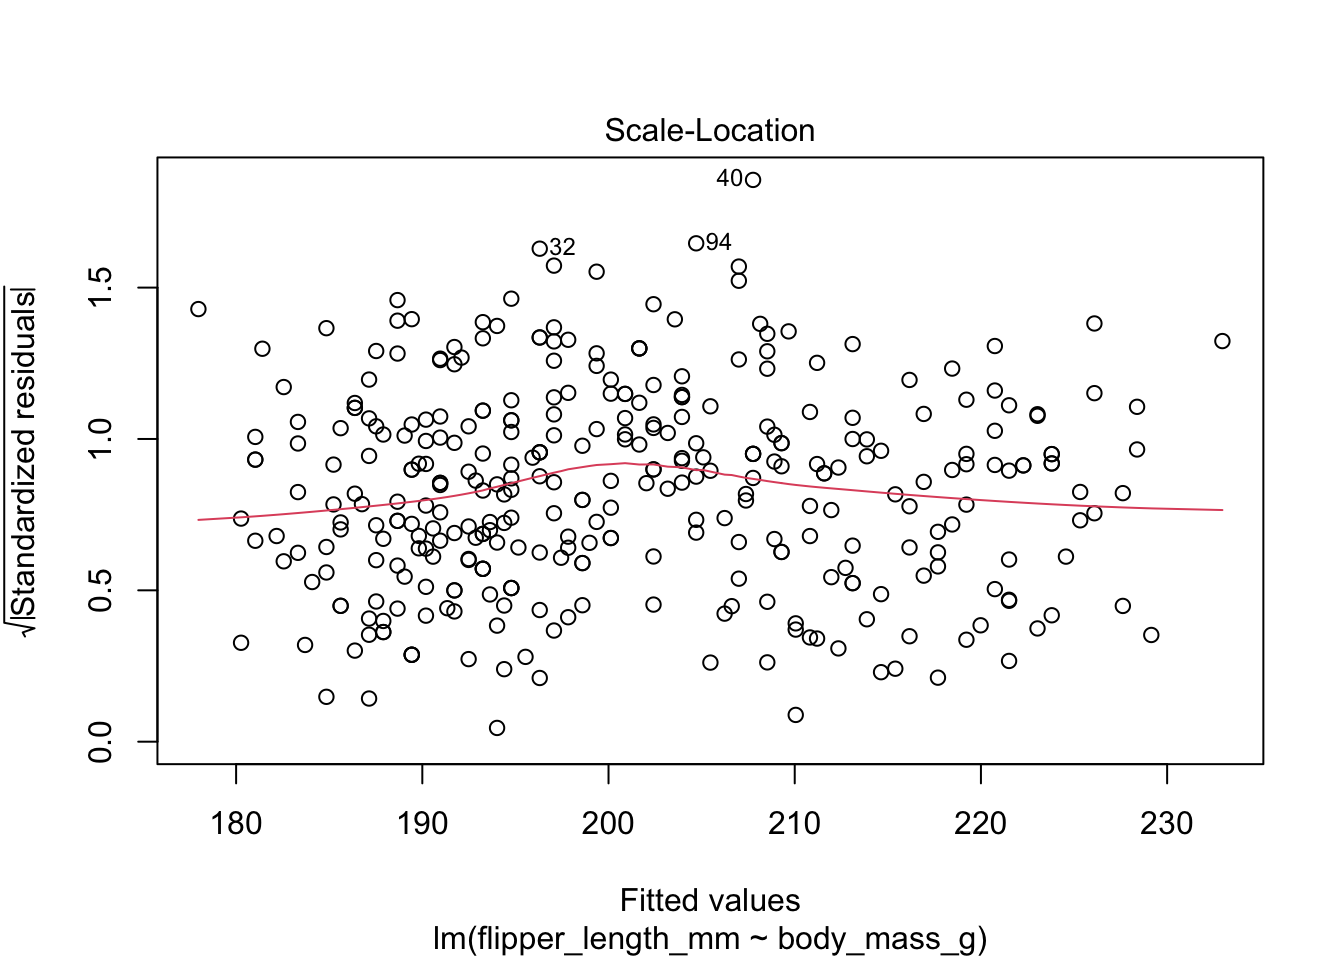 Scale-Location
√|Standardized residuals|
1.5
1.0
0.5
0.0
40
94
32
180 190 200 210 220 230
Fitted values
lm(flipper_length_mm ~ body_mass_g)